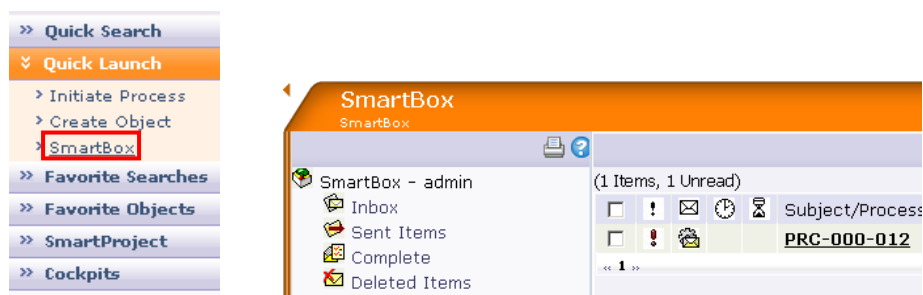 Quick Search
Quick Launch
Initiate Process
Create Object
SmartBox
Favorite Searches
Favorite Objects
SmartProject
Cockpits
SmartBox
SmartBox
SmartBox - admin
Inbox
Sent Items
Complete
Deleted Items
(1 Items, 1 Unread)
Subject/Process
PRC-000-012
« 1 »